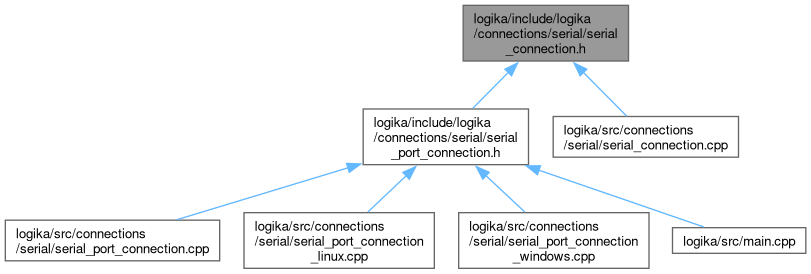 logika/include/logika
/connections/serial/serial
_connection.h
logika/include/logika
/connections/serial/serial
_port_connection.h
logika/src/connections
/serial/serial_connection.cpp
logika/src/connections
/serial/serial_port_connection.cpp
logika/src/connections
/serial/serial_port_connection
_linux.cpp
logika/src/connections
/serial/serial_port_connection
_windows.cpp
logika/src/main.cpp